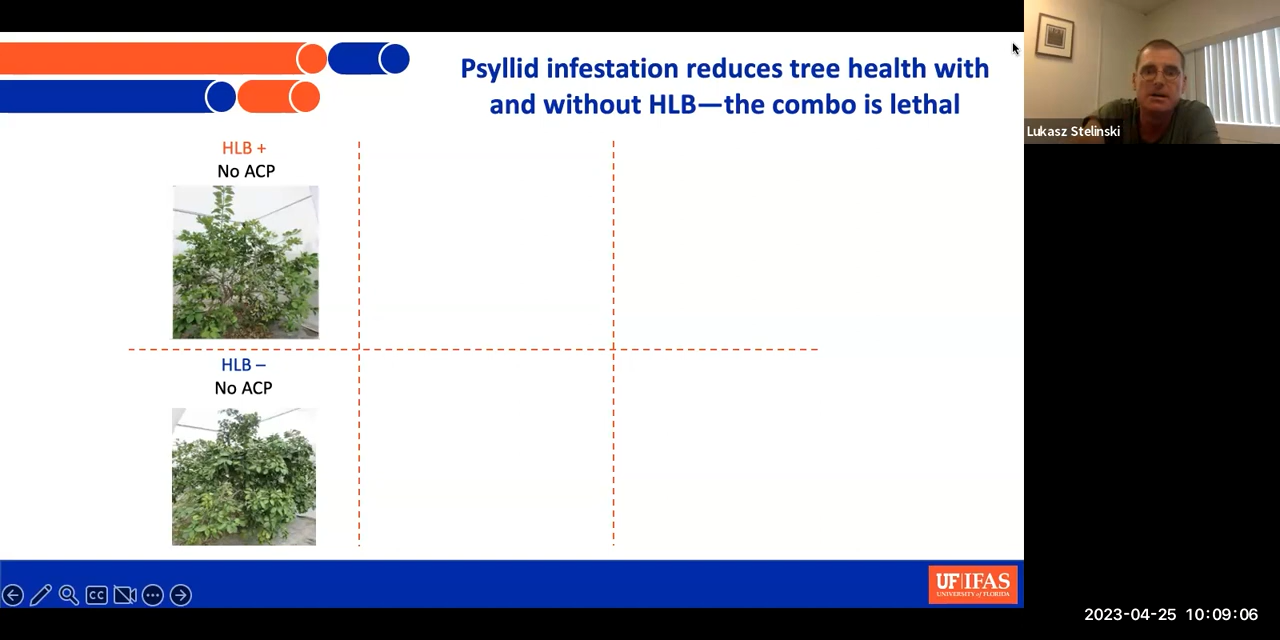 Psyllid infestation reduces tree health with
and without HLB—the combo is lethal
Lukasz Stelinski
HLB +
No ACP
HLB –
No ACP
CC
UF|IFAS
UNIVERSITY of FLORIDA
2023-04-25 10:09:06